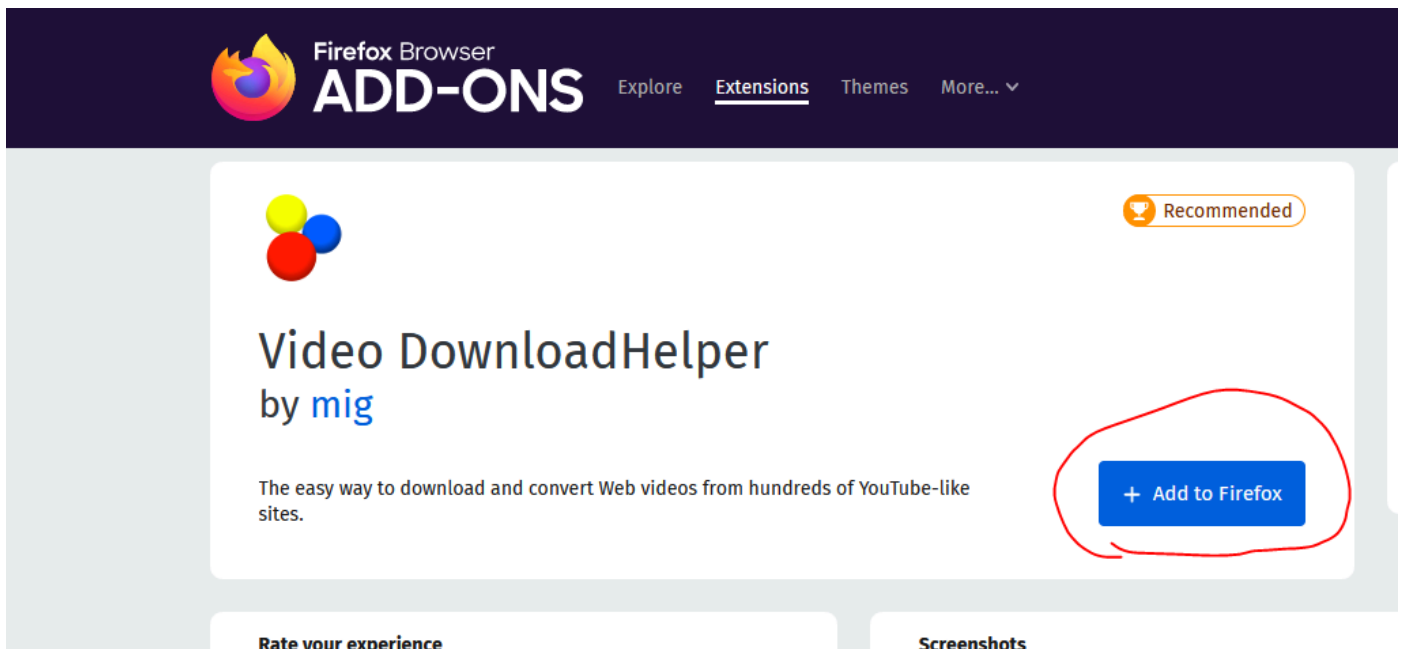 Firefox Browser
ADD-ONS
Explore Extensions Themes More...
Recommended
Video DownloadHelper
by mig
The easy way to download and convert Web videos from hundreds of YouTube-like
sites.
+ Add to Firefox
Rate your experience
Screenshots